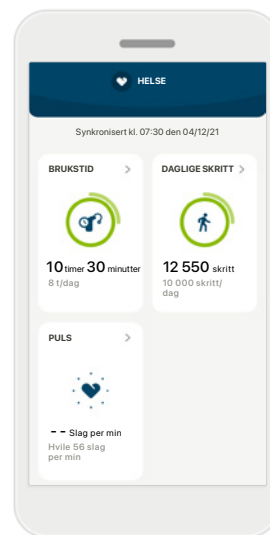 HELSE
Synkronisert kl. 07:30 den 04/12/21
BRUKSTID
10 timer 30 minutter
8 t/dag
DAGLIGE SKRITT
12 550 skritt
10 000 skritt/
dag
PULS
-- Slag per min
Hvile 56 slag
per min